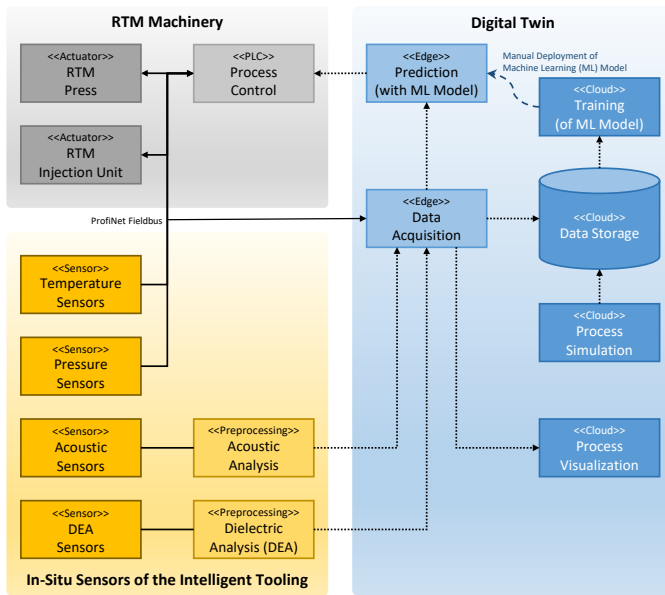 RTM Machinery
<<Actuator>>
RTM
Press
<<PLC>>
Process
Control
<<Actuator>>
RTM
Injection Unit
ProfiNet Fieldbus
Digital Twin
<<Edge>>
Prediction
(with ML Model)
Manual Deployment of
Machine Learning (ML) Model
<<Cloud>>
Training
(of ML Model)
<<Edge>>
Data
Acquisition
<<Cloud>>
Data Storage
<<Cloud>>
Process
Simulation
<<Cloud>>
Process
Visualization
<<Sensor>>
Temperature
Sensors
<<Sensor>>
Pressure
Sensors
<<Sensor>>
Acoustic
Sensors
<<Preprocessing>>
Acoustic
Analysis
<<Sensor>>
DEA
Sensors
<<Preprocessing>>
Dielectric
Analysis (DEA)
In-Situ Sensors of the Intelligent Tooling